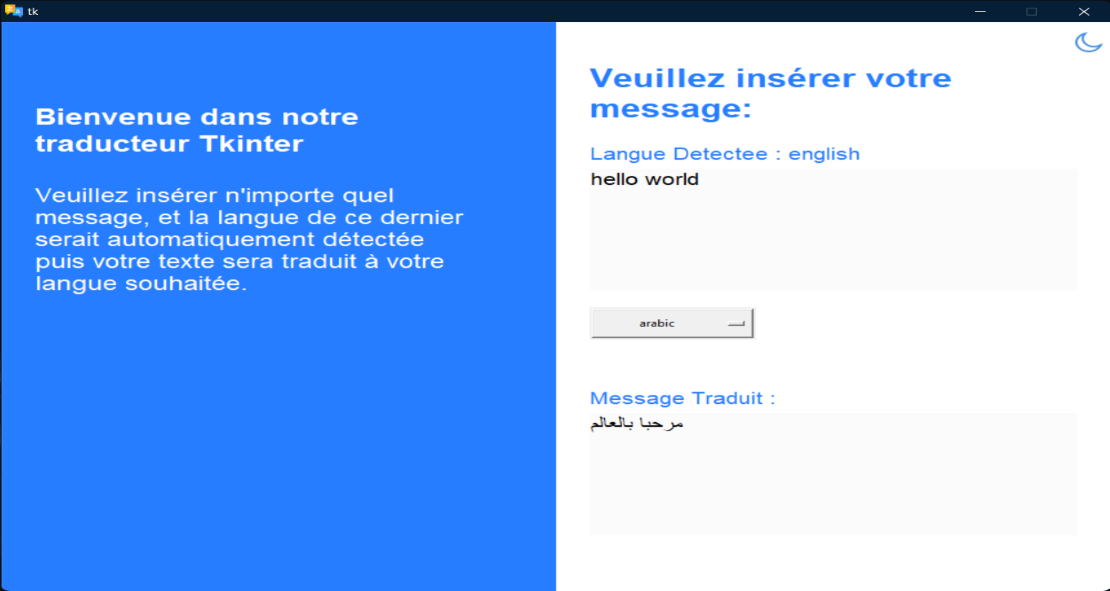 tk
Bienvenue dans notre
traducteur Tkinter
Veuillez insérer n'importe quel
message, et la langue de ce dernier
serait automatiquement détectée
puis votre texte sera traduit à votre
langue souhaitée.
Veuillez insérer votre
message:
Langue Detectee : english
hello world
arabic
Message Traduit :
مرحبا بالعالم